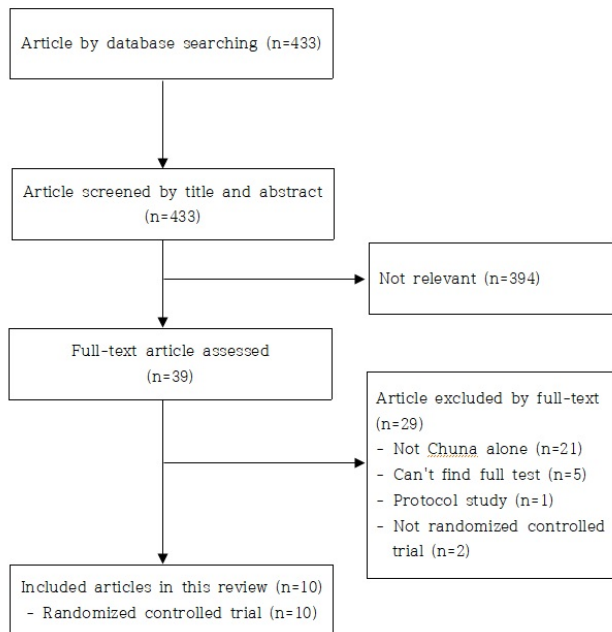 Article by database searching (n=433)
Article screened by title and abstract
(n=433)
Not relevant (n=394)
Full-text article assessed
(n=39)
Article excluded by full-text
(n=29)
- Not Chuna alone (n=21)
- Can't find full test (n=5)
- Protocol study (n=1)
- Not randomized controlled
trial (n=2)
Included articles in this review (n=10)
- Randomized controlled trial (n=10)